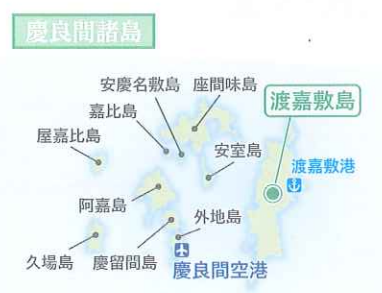 慶良間諸島
安慶名敷島 座間味島
嘉比島
渡嘉敷島
屋嘉比島
安室島
渡嘉敷港
阿嘉島
外地島
久場島 慶留間島 慶良間空港